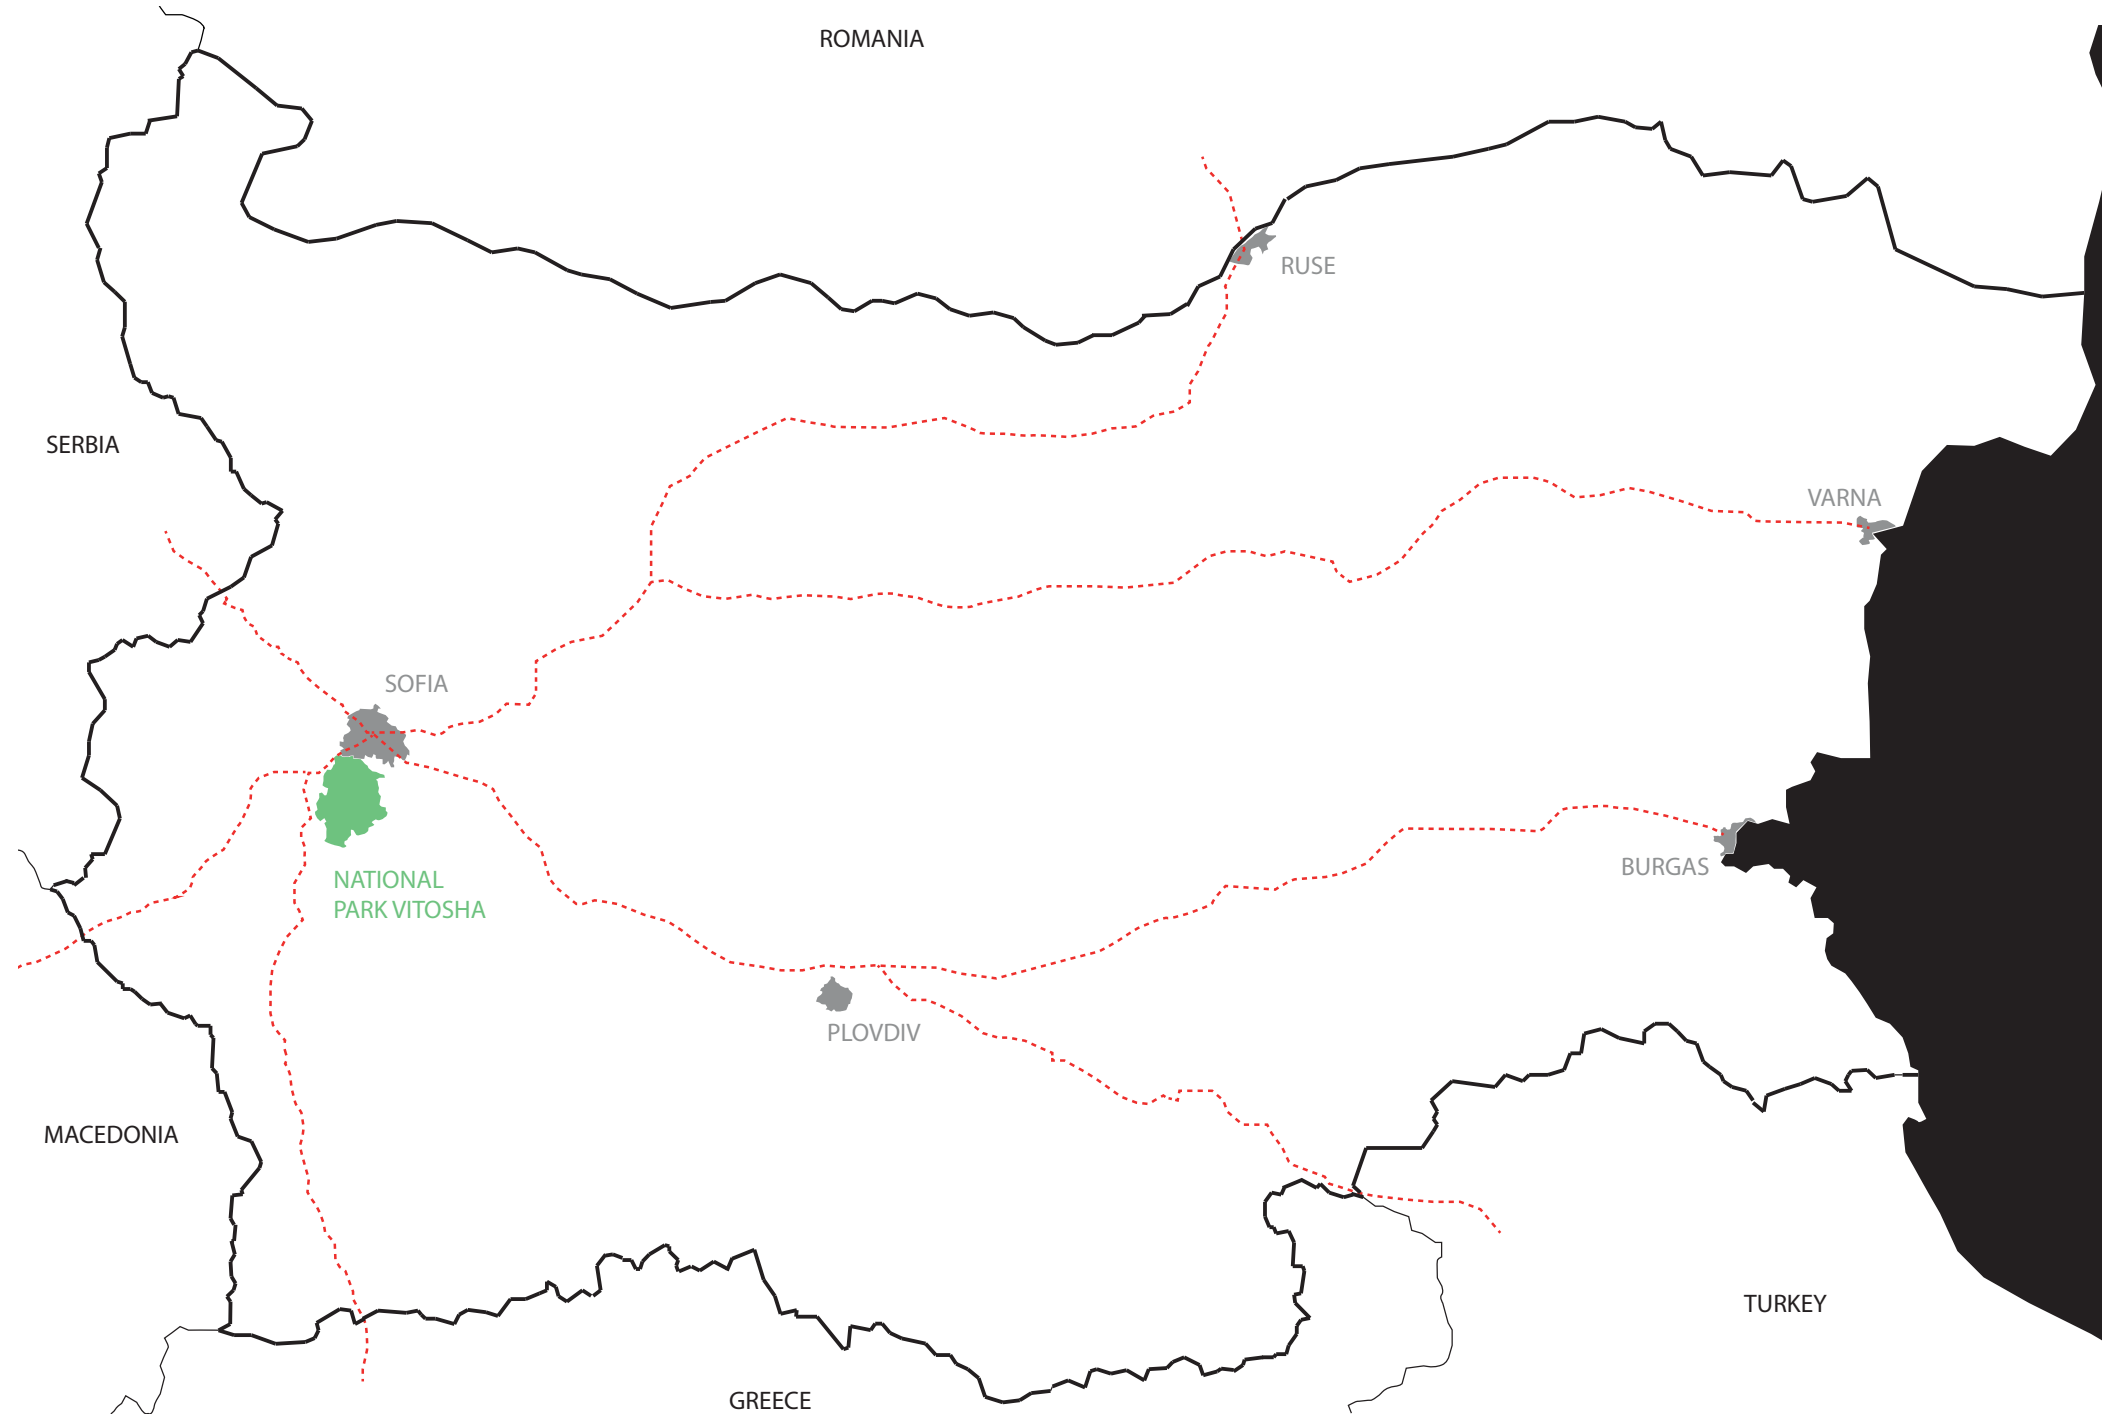 ROMANIA
RUSE
SERBIA
VARNA
SOFIA
BURGAS
NATIONAL
PARK VITOSHA
PLOVDIV
MACEDONIA
TURKEY
GREECE